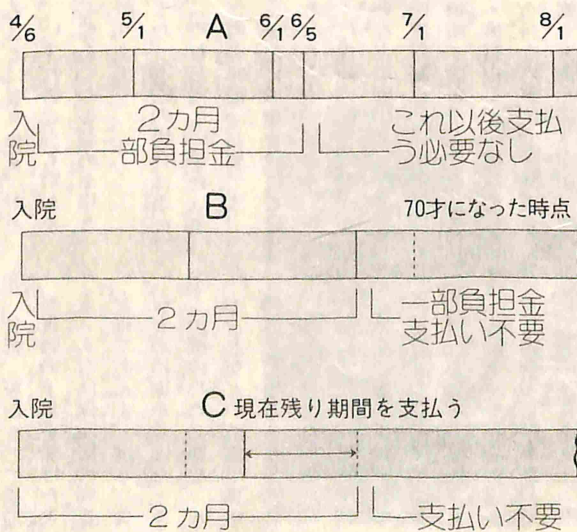 4/6 5/1 A 6/1 6/5 7/1 8/1
入院
2カ月
部負担金
これ以後支払
う必要なし
入院 B 70才になった時点
入院
2カ月
一部負担金
支払い不要
入院 C 現在残り期間を支払う
2カ月
支払い不要